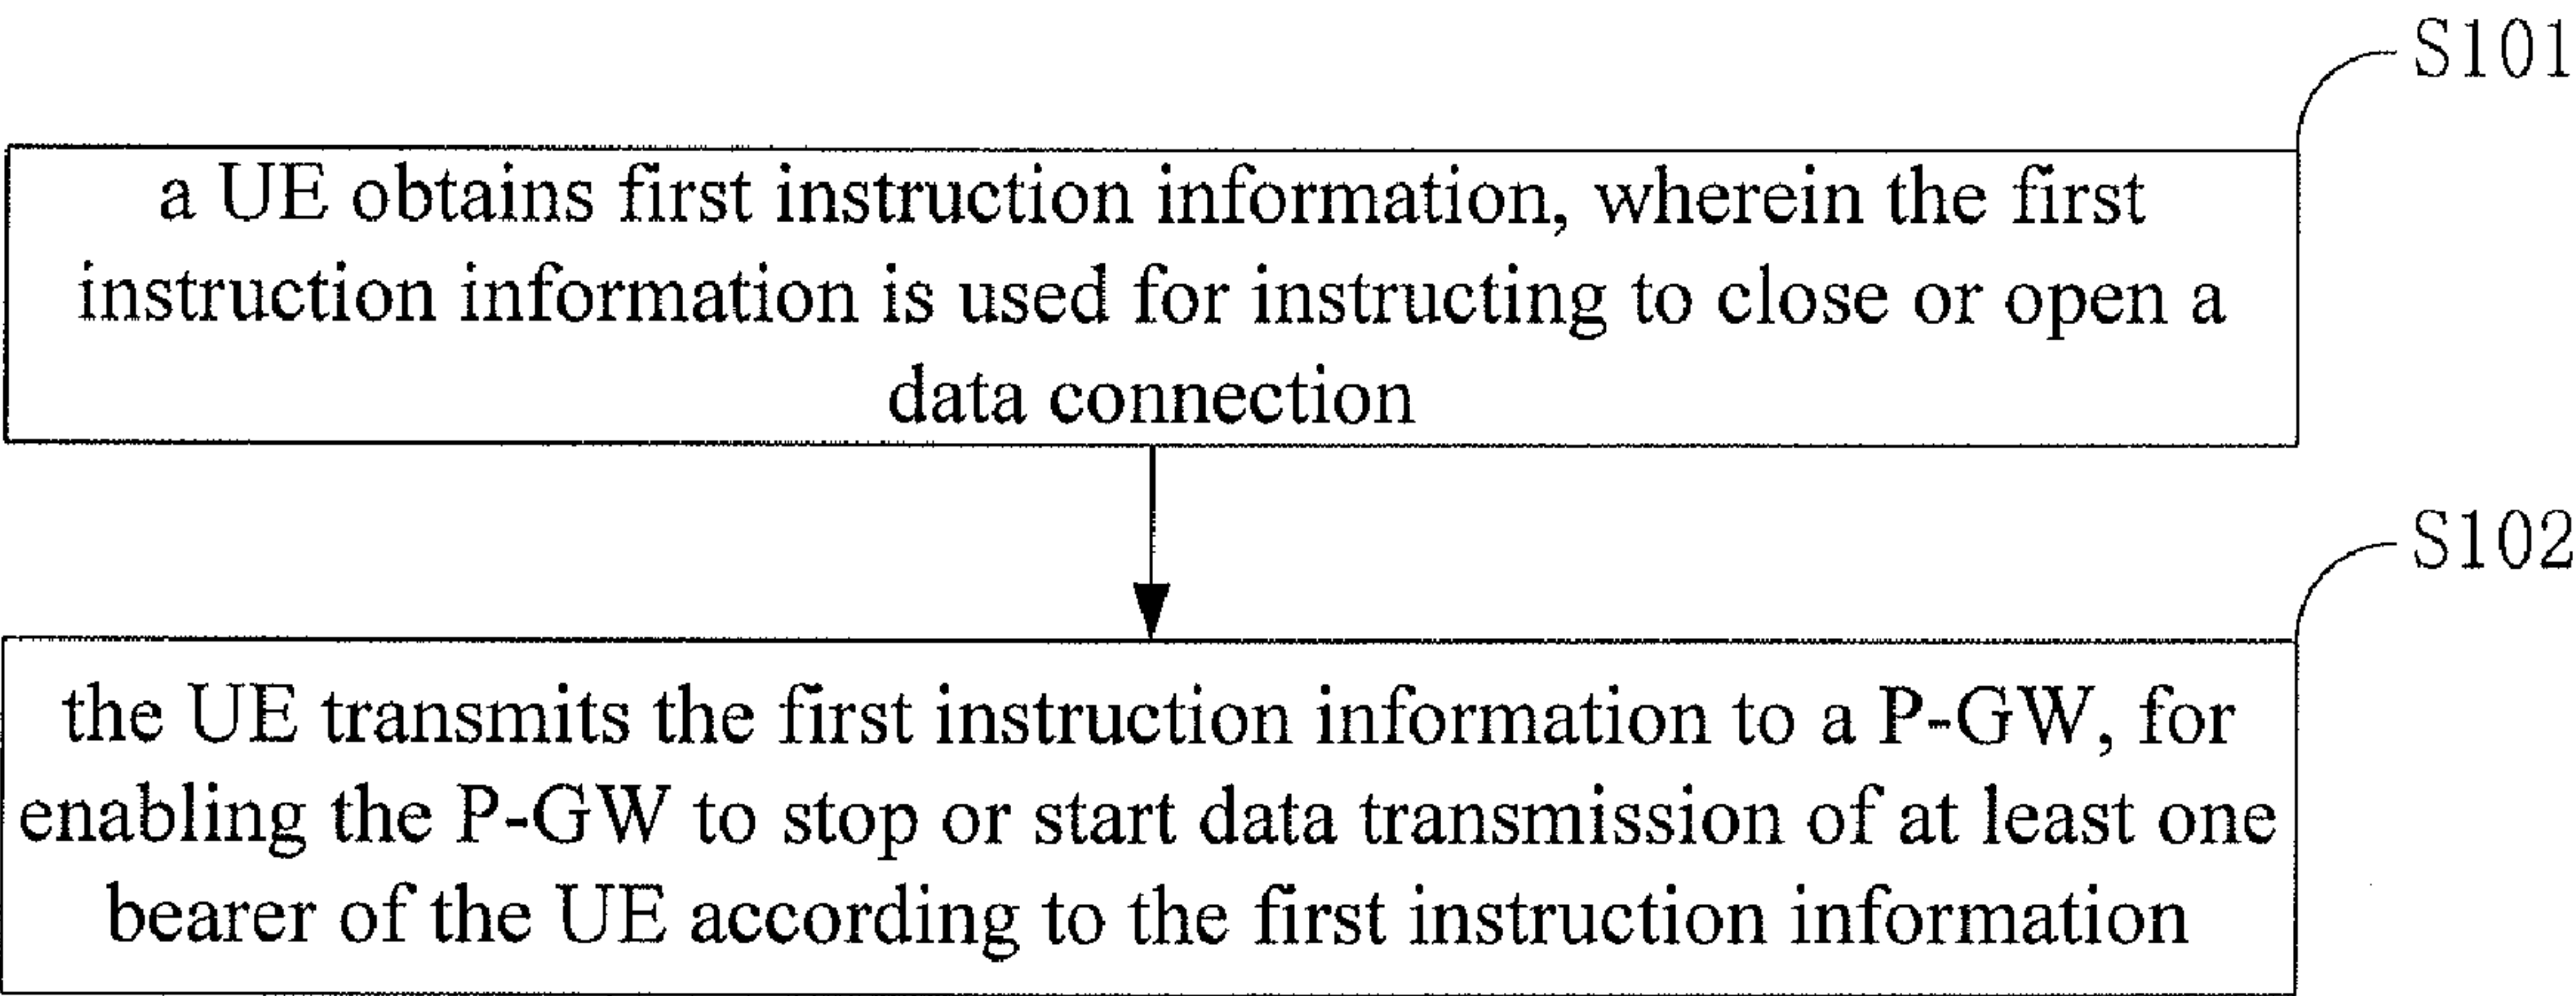 S101
a UE obtains first instruction information, wherein the first
instruction information is used for instructing to close or open a
data connection
S102
the UE transmits the first instruction information to a P-GW, for
enabling the P-GW to stop or start data transmission of at least one
bearer of the UE according to the first instruction information